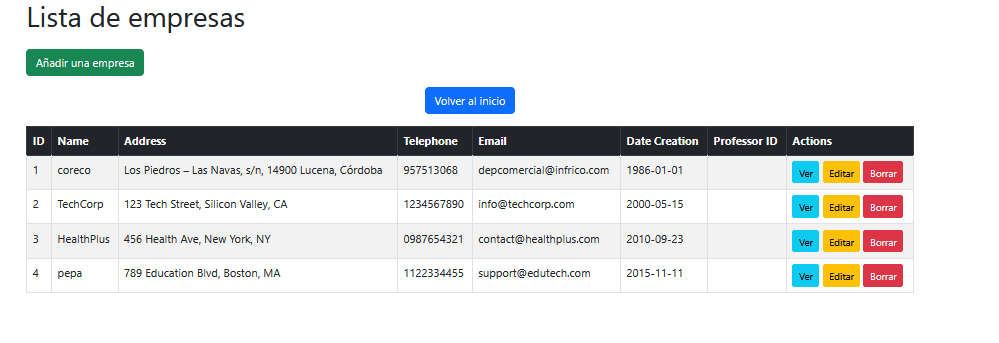 Lista de empresas
Añadir una empresa
Volver al inicio
ID Name Address Telephone Email Date Creation Professor ID Actions
1 coreco Los Piedros – Las Navas, s/n, 14900 Lucena, Córdoba 957513068 depcomercial@infrico.com 1986-01-01 Ver Editar Borrar
2 TechCorp 123 Tech Street, Silicon Valley, CA 1234567890 info@techcorp.com 2000-05-15 Ver Editar Borrar
3 HealthPlus 456 Health Ave, New York, NY 0987654321 contact@healthplus.com 2010-09-23 Ver Editar Borrar
4 pepa 789 Education Blvd, Boston, MA 1122334455 support@edutech.com 2015-11-11 Ver Editar Borrar